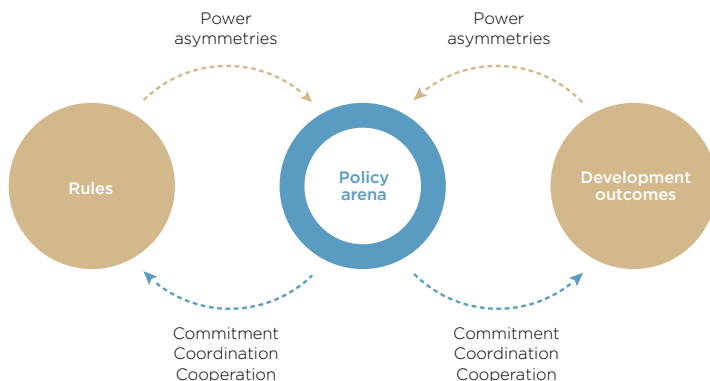 Power
asymmetries
Power
asymmetries
Rules
Policy
arena
Development
outcomes
Commitment
Coordination
Cooperation
Commitment
Coordination
Cooperation